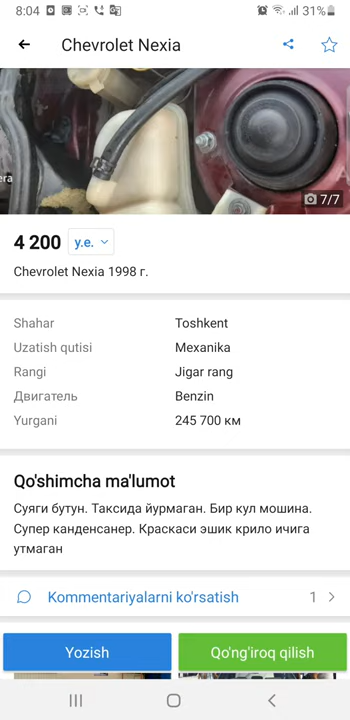 8:04
31%
Chevrolet Nexia
era
7/7
4 200 y.e.
Chevrolet Nexia 1998 г.
Shahar Toshkent
Uzatish qutisi Mexanika
Rangi Jigar rang
Двигатель Benzin
Yurgani 245 700 км
Qo'shimcha ma'lumot
Суяги бутун. Таксида йурмаган. Бир кул мошина.
Супер канденсанер. Краскаси эшик крило ичига
утмаган
Kommentariyalarni ko'rsatish 1
Yozish Qo'ng'iroq qilish